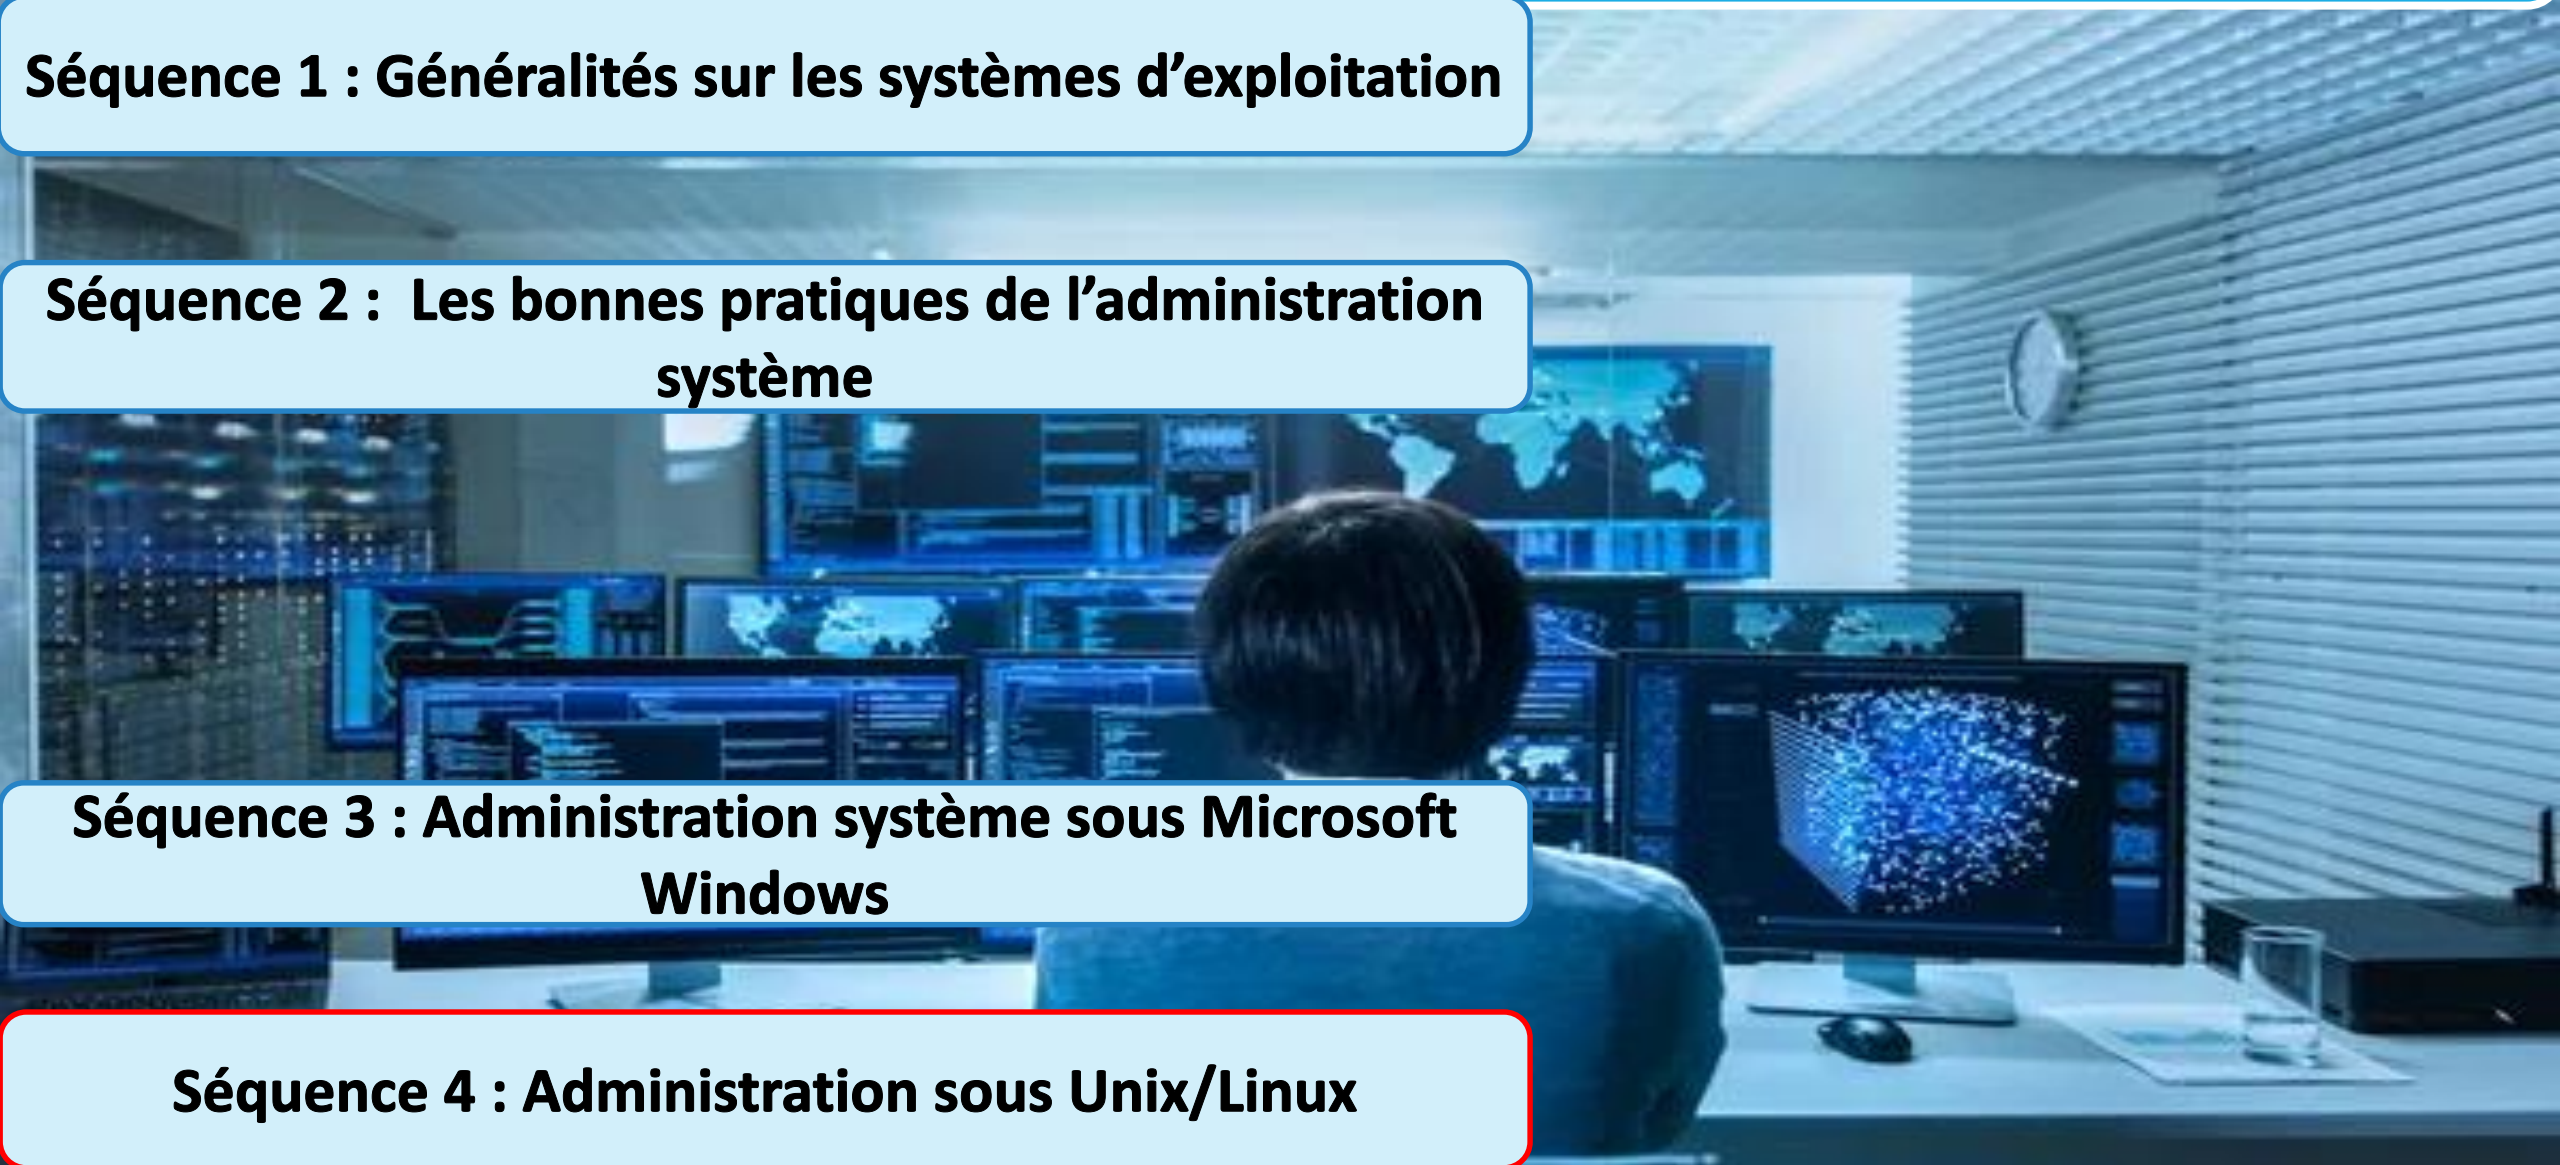 Séquence 1 : Généralités sur les systèmes d’exploitation
Séquence 2 :  Les bonnes pratiques de l’administration
système
Séquence 3 : Administration système sous Microsoft
Windows
Séquence 4 : Administration sous Unix/Linux